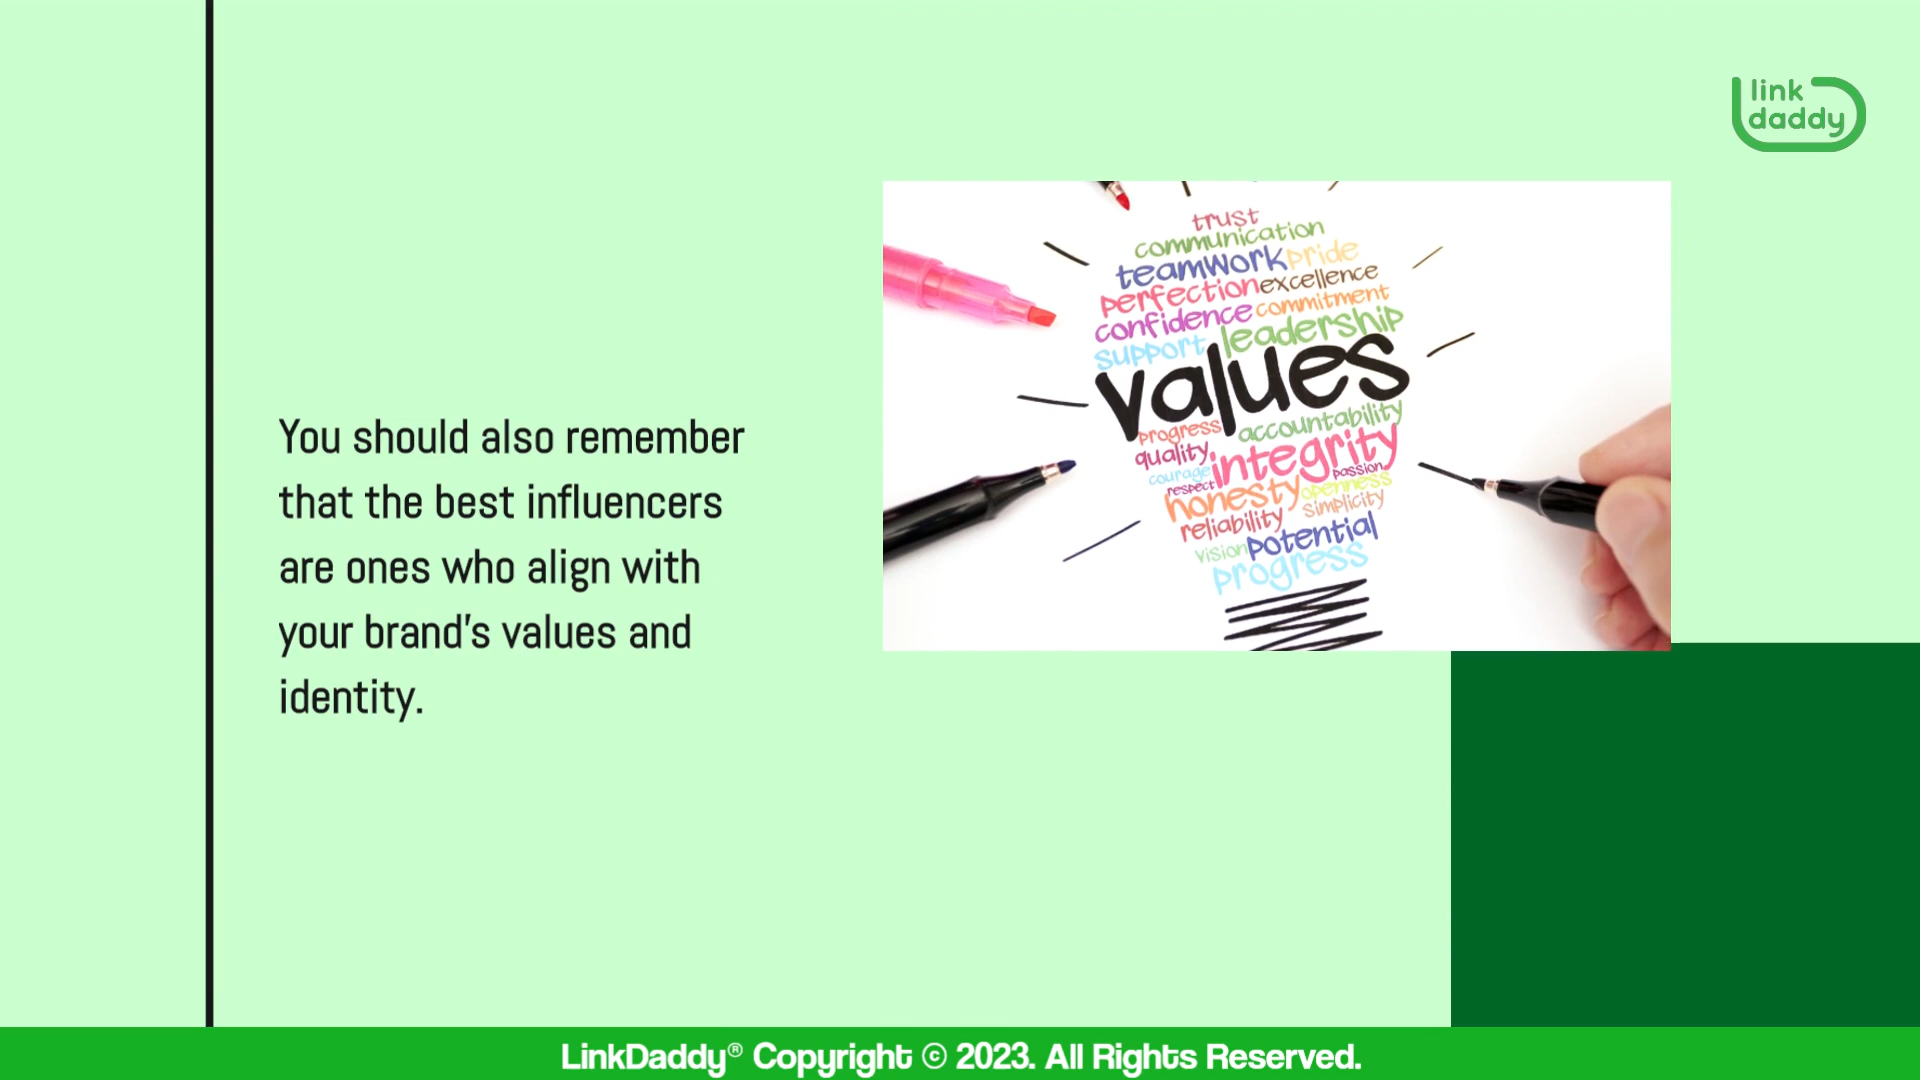 link
daddy
You should also remember
that the best influencers
are ones who align with
your brand's values and
identity.
trust
communication
teamwork pride
perfection excellence
confidence commitment
support leadership
values
progress accountability
quality integrity
courage passion
respect honesty openness
reliability simplicity
vision potential
progress
LinkDaddy® Copyright © 2023. All Rights Reserved.